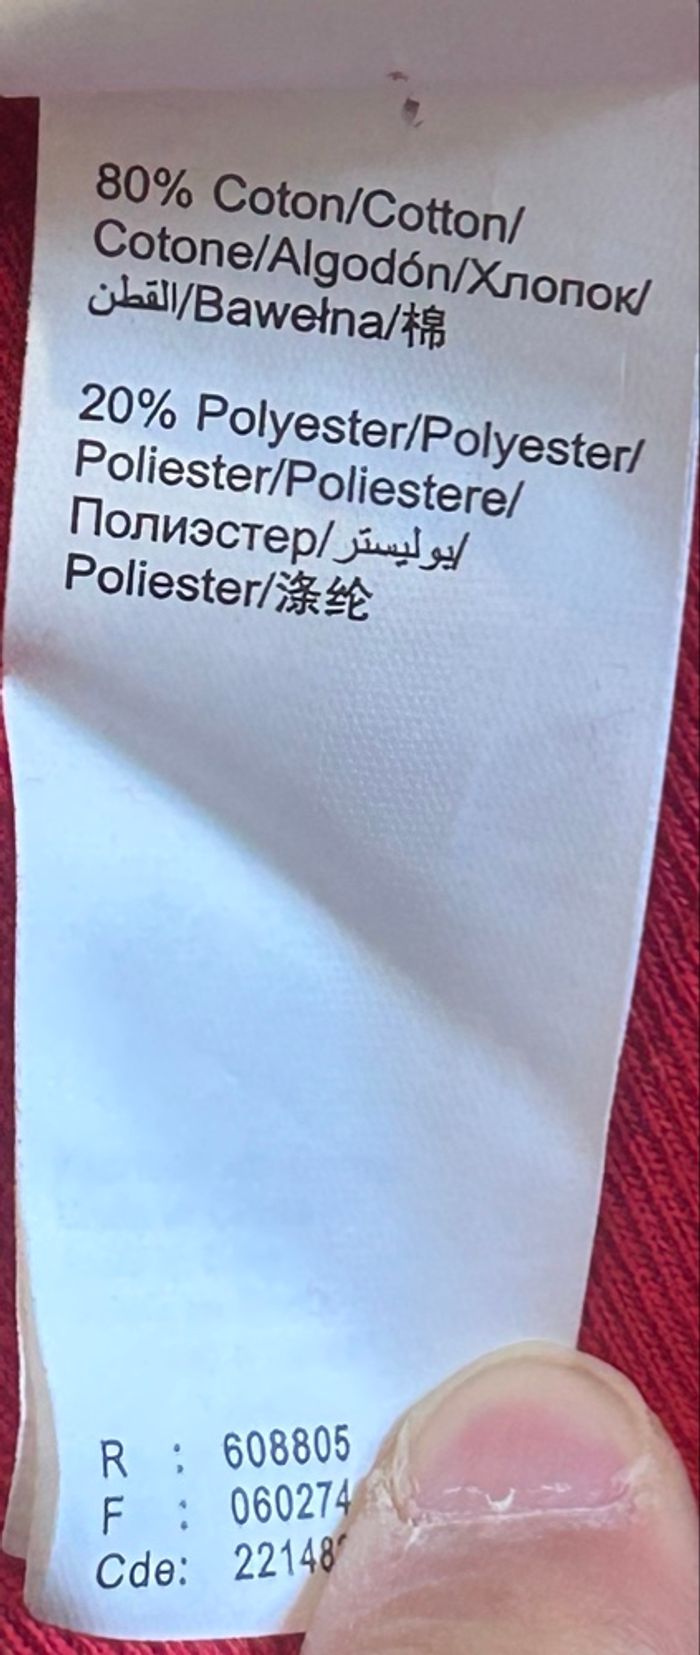 80% Coton/Cotton/
Cotone/Algodón/Хлопок/
القطن/Bawełna/棉
20% Polyester/Polyester/
Poliester/Poliestere/
Полиэстер/بوليستر/
Poliester/涤纶
R : 608805
F : 060274
Cde: